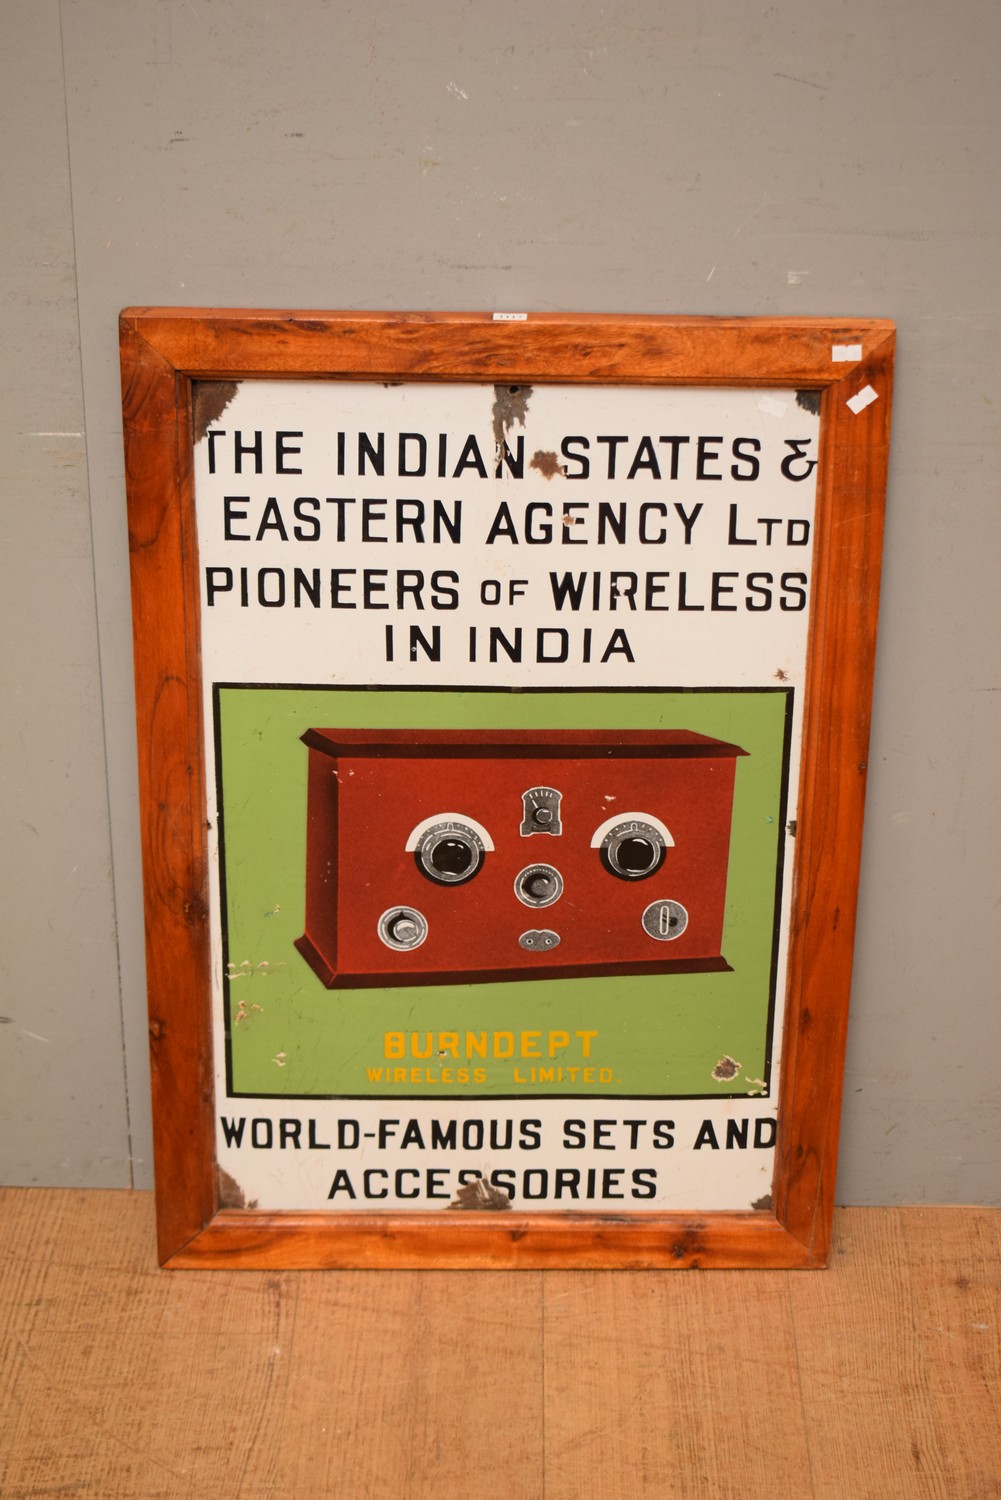 THE INDIAN STATES &
EASTERN AGENCY LTD
PIONEERS OF WIRELESS
IN INDIA
BURNDEPT
WIRELESS LIMITED.
WORLD-FAMOUS SETS AND
ACCESSORIES